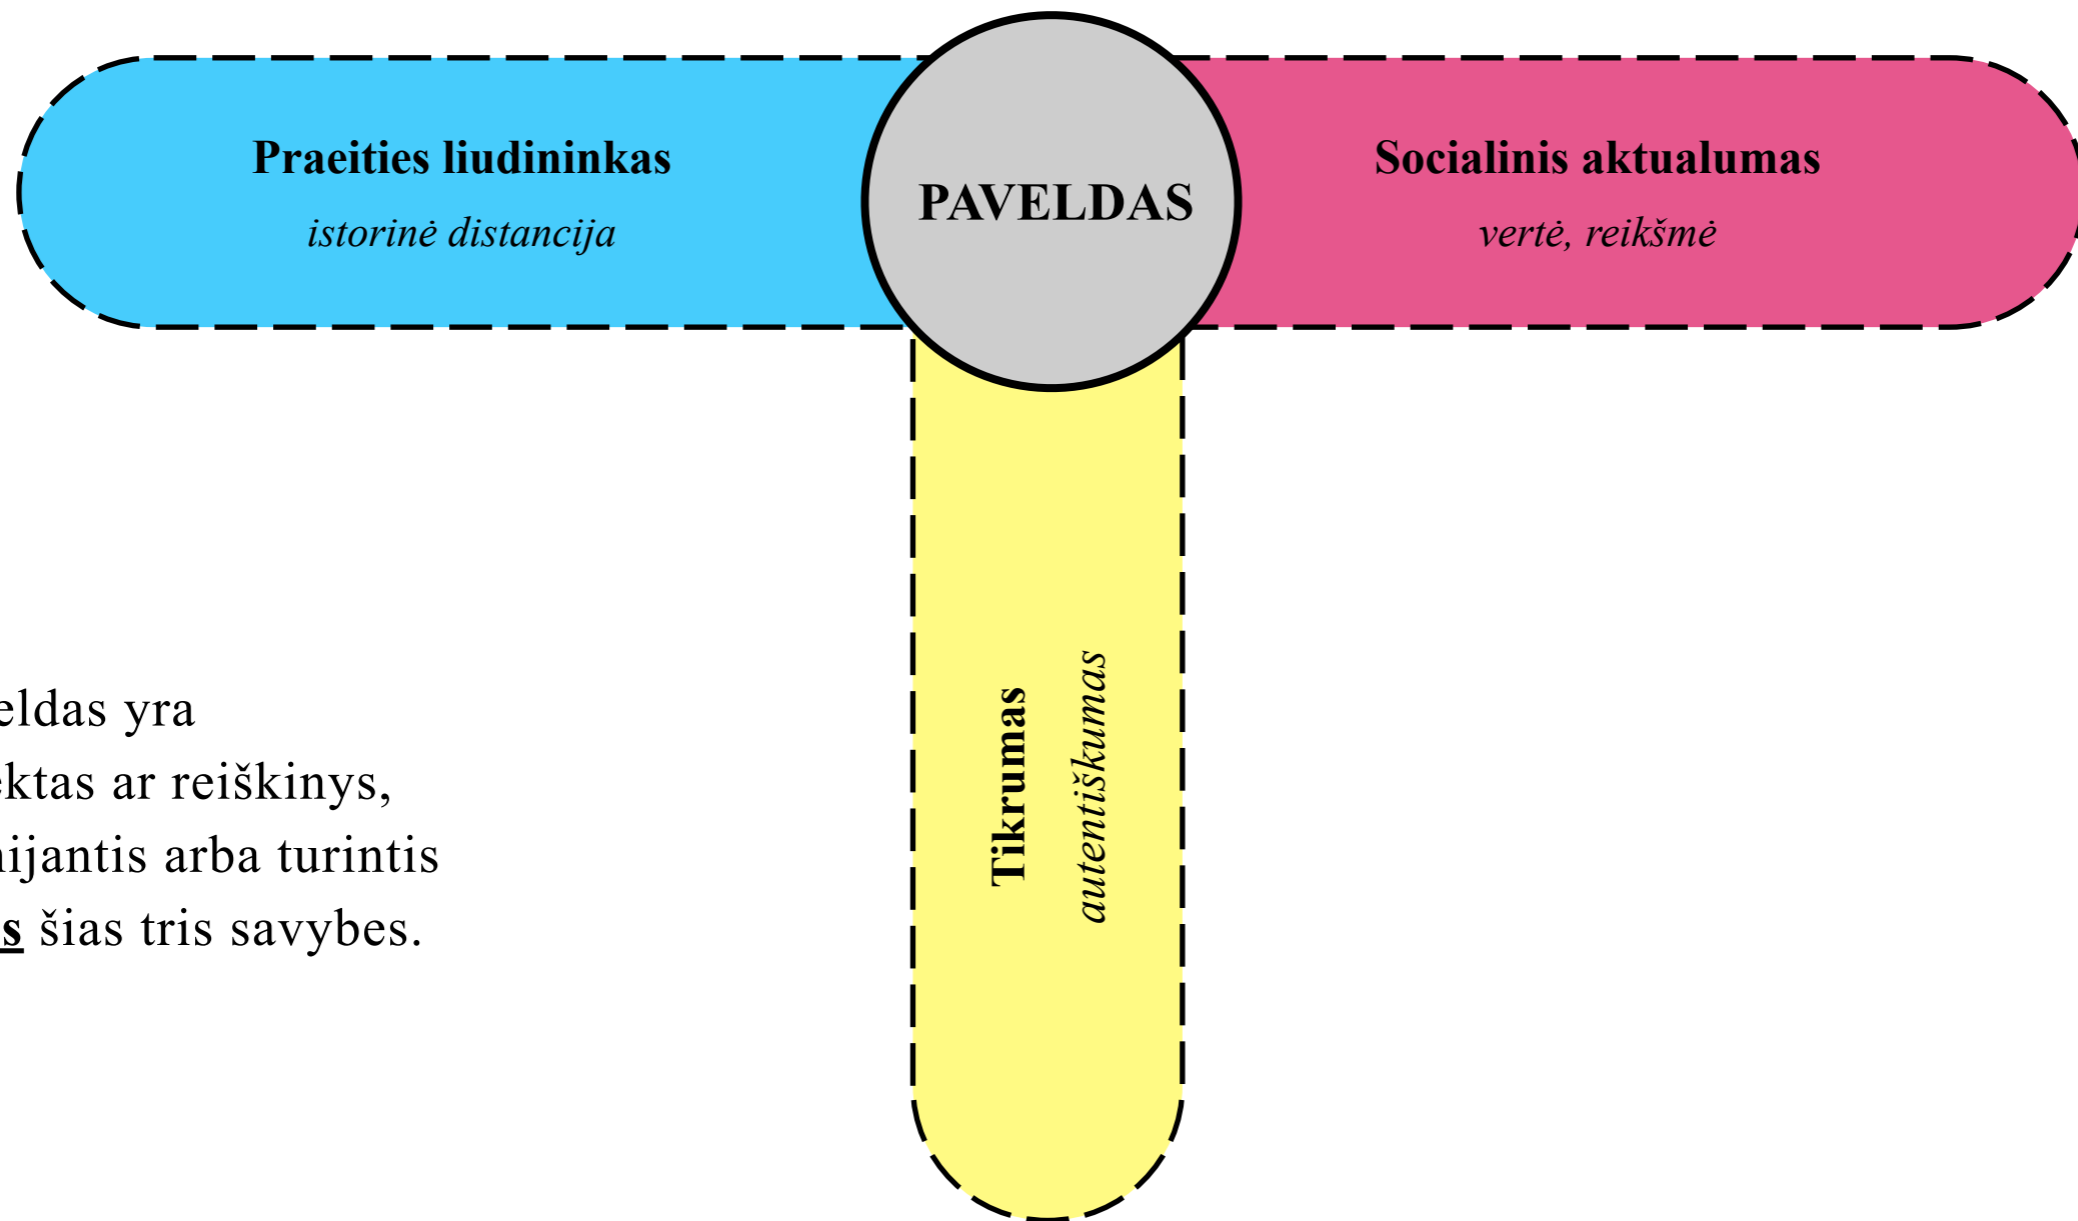 Praeities liudininkas
istorinė distancija
PAVELDAS
Socialinis aktualumas
vertė, reikšmė
Tikrumas
autentiškumas
eldas yra
ektas ar reiškinys,
nijantis arba turintis
s šias tris savybes.